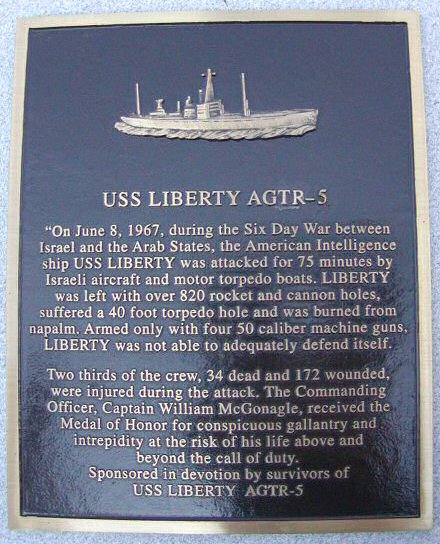 USS LIBERTY AGTR-5
"On June 8, 1967, during the Six Day War between
Israel and the Arab States, the American Intelligence
ship USS LIBERTY was attacked for 75 minutes by
Israeli aircraft and motor torpedo boats. LIBERTY
was left with over 820 rocket and cannon holes,
suffered a 40 foot torpedo hole and was burned from
napalm. Armed only with four 50 caliber machine guns,
LIBERTY was not able to adequately defend itself.
Two thirds of the crew, 34 dead and 172 wounded,
were injured during the attack. The Commanding
Officer, Captain William McGonagle, received the
Medal of Honor for conspicuous gallantry and
intrepidity at the risk of his life above and
beyond the call of duty.
Sponsored in devotion by survivors of
USS LIBERTY AGTR-5